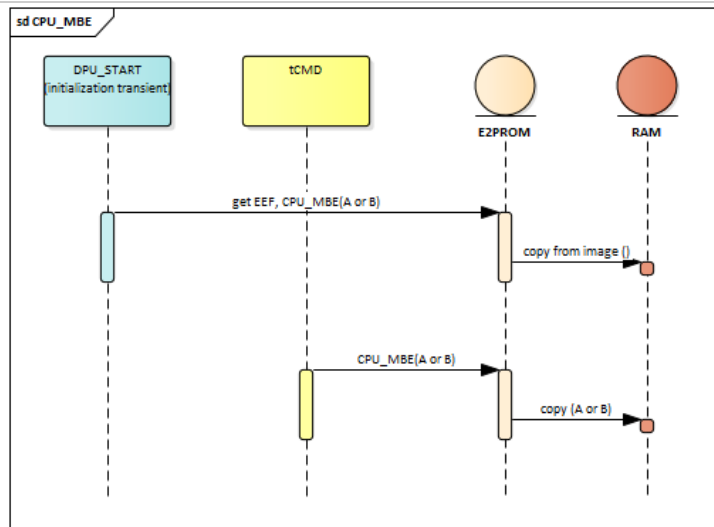 sd CPU_MBE
DPU_START
(initialization transient)
tCMD
E2PROM
RAM
get EEF, CPU_MBE(A or B)
copy from image ()
CPU_MBE(A or B)
copy (A or B)